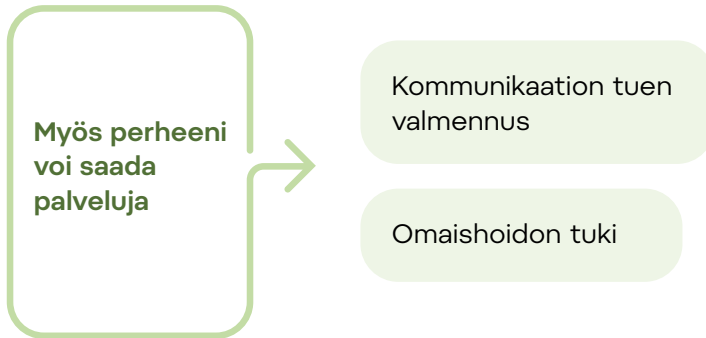 Myös perheeni
voi saada
palveluja
Kommunikaation tuen
valmennus
Omaishoidon tuki